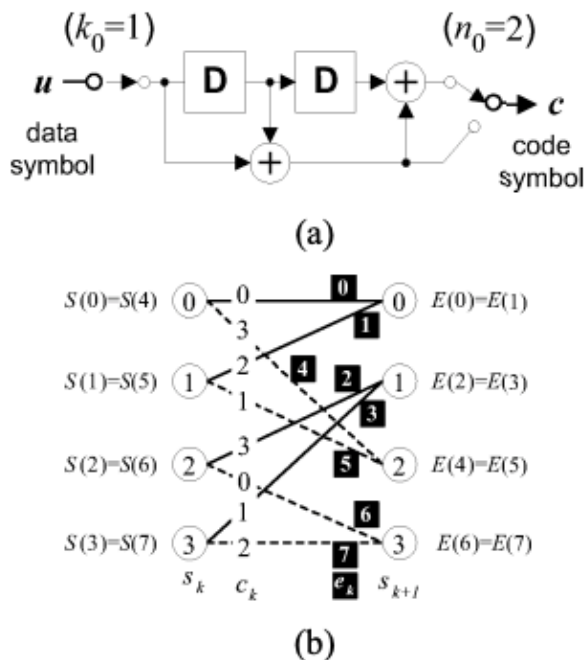 (k0=1) (n0=2)
u D D + c
data symbol + code symbol
(a)
S(0)=S(4) 0 0 0 0 E(0)=E(1)
3 1
S(1)=S(5) 1 2 4 2 1 E(2)=E(3)
1 3
S(2)=S(6) 2 3 5 2 E(4)=E(5)
0 6
S(3)=S(7) 3 1 3 E(6)=E(7)
2 7
sk ck ek sk+1
(b)